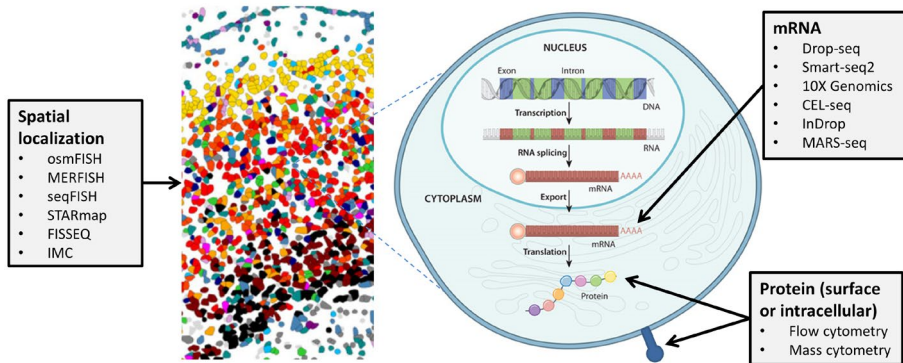 Spatial
localization
• osmFISH
• MERFISH
• seqFISH
• STARmap
• FISSEQ
• IMC
NUCLEUS
Exon
Intron
DNA
Transcription
RNA
RNA splicing
AAAA
mRNA
CYTOPLASM
Export
AAAA
mRNA
Translation
Protein
mRNA
• Drop-seq
• Smart-seq2
• 10X Genomics
• CEL-seq
• InDrop
• MARS-seq
Protein (surface
or intracellular)
• Flow cytometry
• Mass cytometry